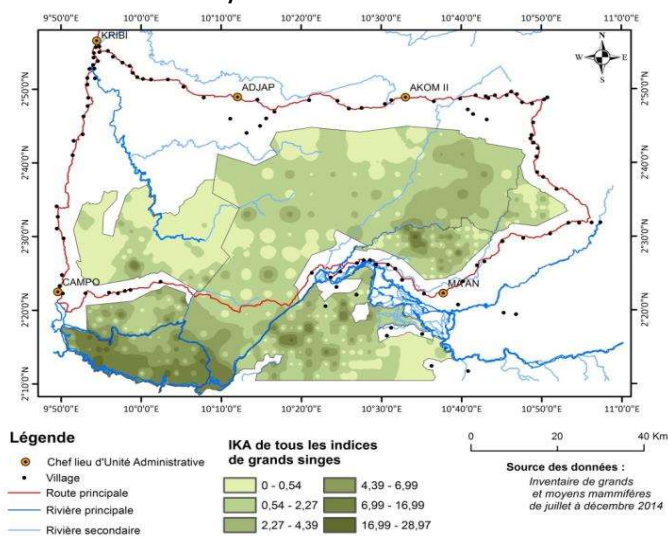 9°50'0"E 10°0'0"E 10°10'0"E 10°20'0"E 10°30'0"E 10°40'0"E 10°50'0"E 11°0'0"E
KRIBI
N
W E
S
2°50'0"N 2°50'0"N
ADJAP
AKOM II
2°40'0"N 2°40'0"N
2°30'0"N 2°30'0"N
CAMPO
MA'AN
2°20'0"N 2°20'0"N
2°10'0"N 2°10'0"N
9°50'0"E 10°0'0"E 10°10'0"E 10°20'0"E 10°30'0"E 10°40'0"E 10°50'0"E 11°0'0"E
Légende
Chef lieu d'Unité Administrative
Village
Route principale
Rivière principale
Rivière secondaire
IKA de tous les indices
de grands singes
0 - 0,54
0,54 - 2,27
2,27 - 4,39
4,39 - 6,99
6,99 - 16,99
16,99 - 28,97
0 20 40 Km
Source des données :
Inventaire de grands
et moyens mammifères
de juillet à décembre 2014